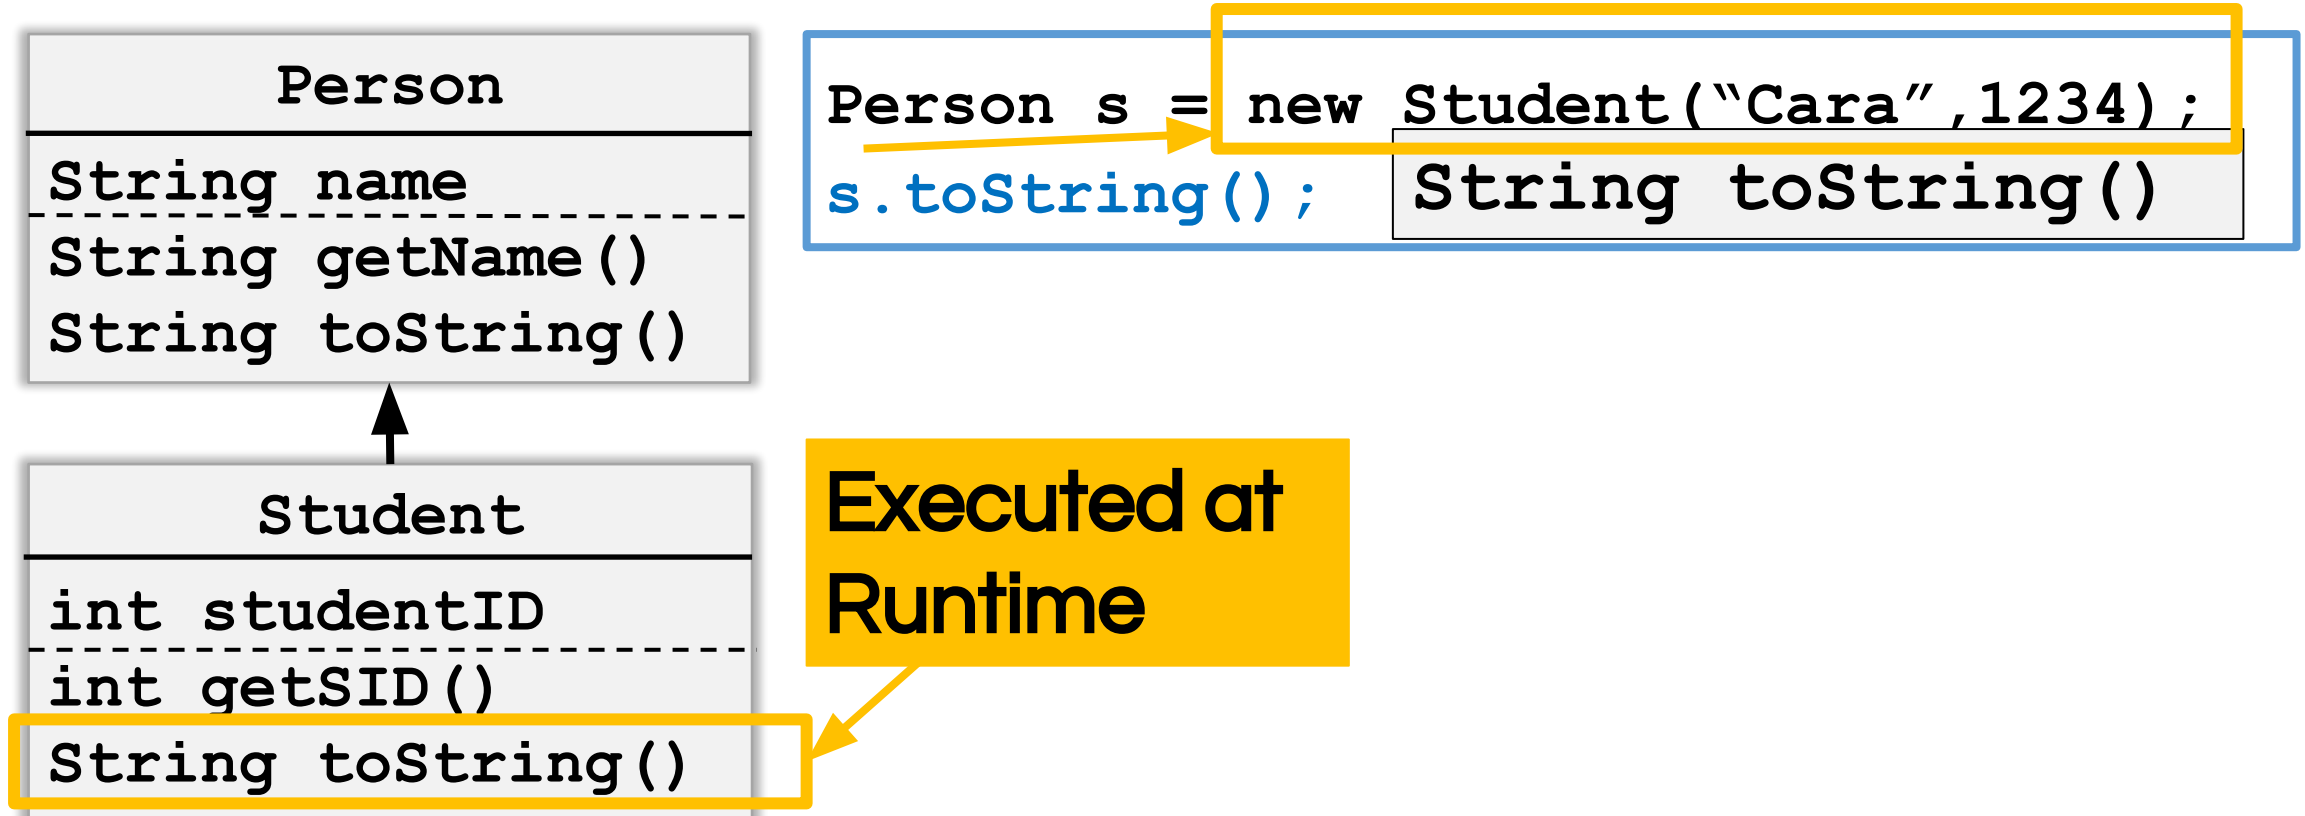 Person
String name
String getName()
String toString()
Student
int studentID
int getSID()
String toString()
Person s = new Student(“Cara”,1234);
s.toString();
String toString()
Executed at
Runtime